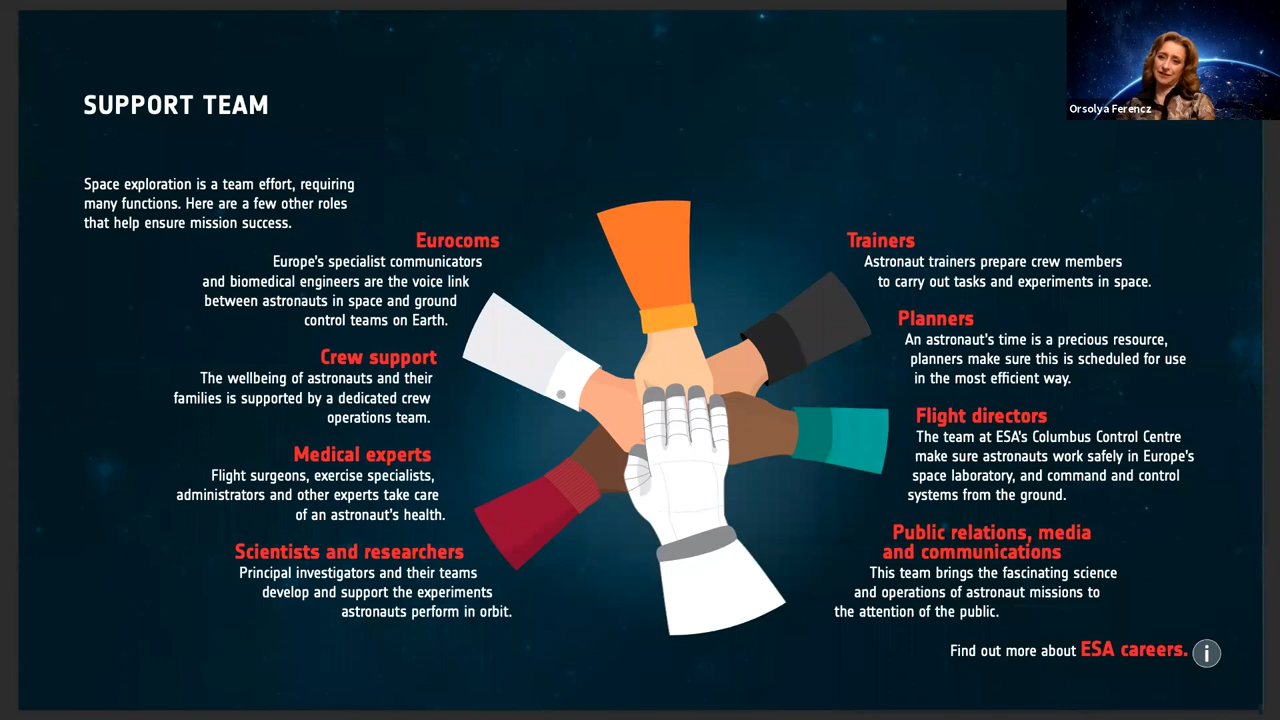 SUPPORT TEAM
Orsolya Ferencz
Space exploration is a team effort, requiring
many functions. Here are a few other roles
that help ensure mission success.
Eurocoms
Europe's specialist communicators
and biomedical engineers are the voice link
between astronauts in space and ground
control teams on Earth.
Crew support
The wellbeing of astronauts and their
families is supported by a dedicated crew
operations team.
Medical experts
Flight surgeons, exercise specialists,
administrators and other experts take care
of an astronaut's health.
Scientists and researchers
Principal investigators and their teams
develop and support the experiments
astronauts perform in orbit.
Trainers
Astronaut trainers prepare crew members
to carry out tasks and experiments in space.
Planners
An astronaut's time is a precious resource,
planners make sure this is scheduled for use
in the most efficient way.
Flight directors
The team at ESA's Columbus Control Centre
make sure astronauts work safely in Europe's
space laboratory, and command and control
systems from the ground.
Public relations, media
and communications
This team brings the fascinating science
and operations of astronaut missions to
the attention of the public.
Find out more about ESA careers. i